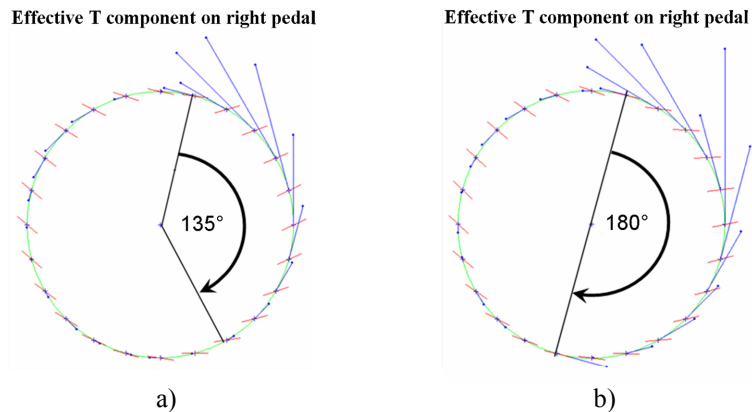 Effective T component on right pedal
Effective T component on right pedal
135°
180°
a)
b)